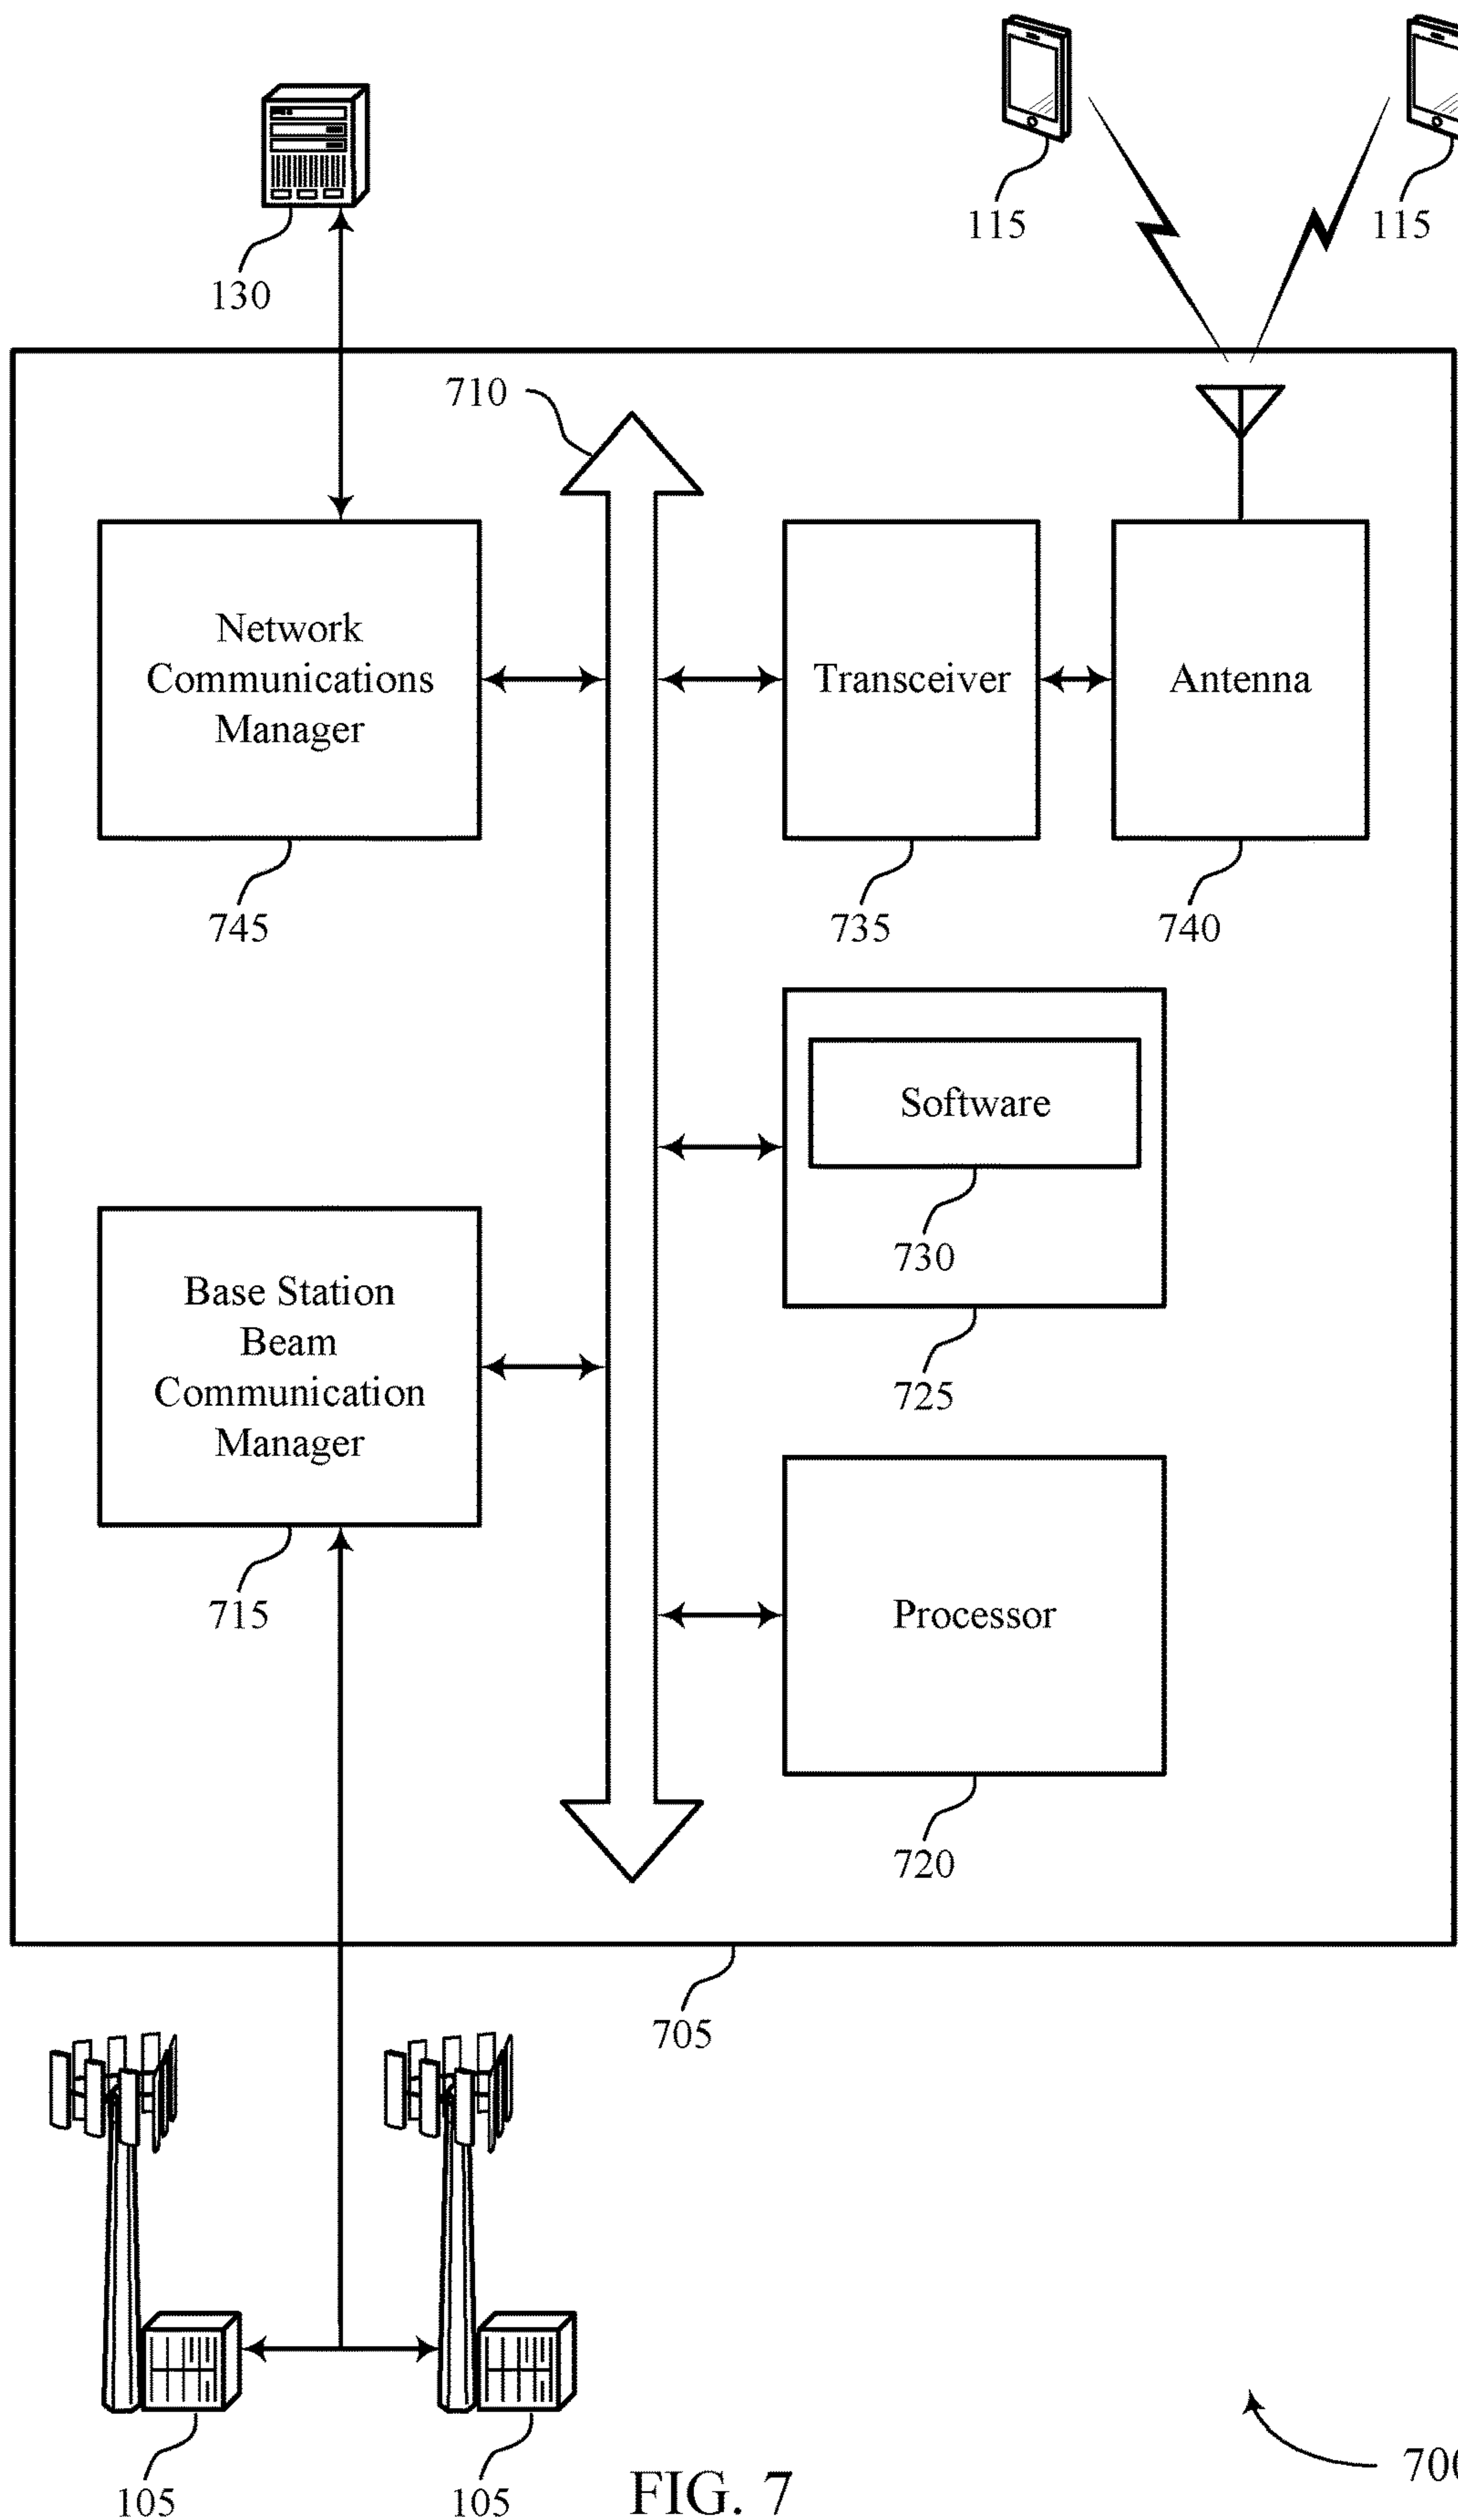 115
115
130
710
Network
Communications
Manager
Transceiver
Antenna
745
735
740
Software
730
Base Station
Beam
Communication
Manager
725
715
Processor
720
705
105
105
FIG. 7